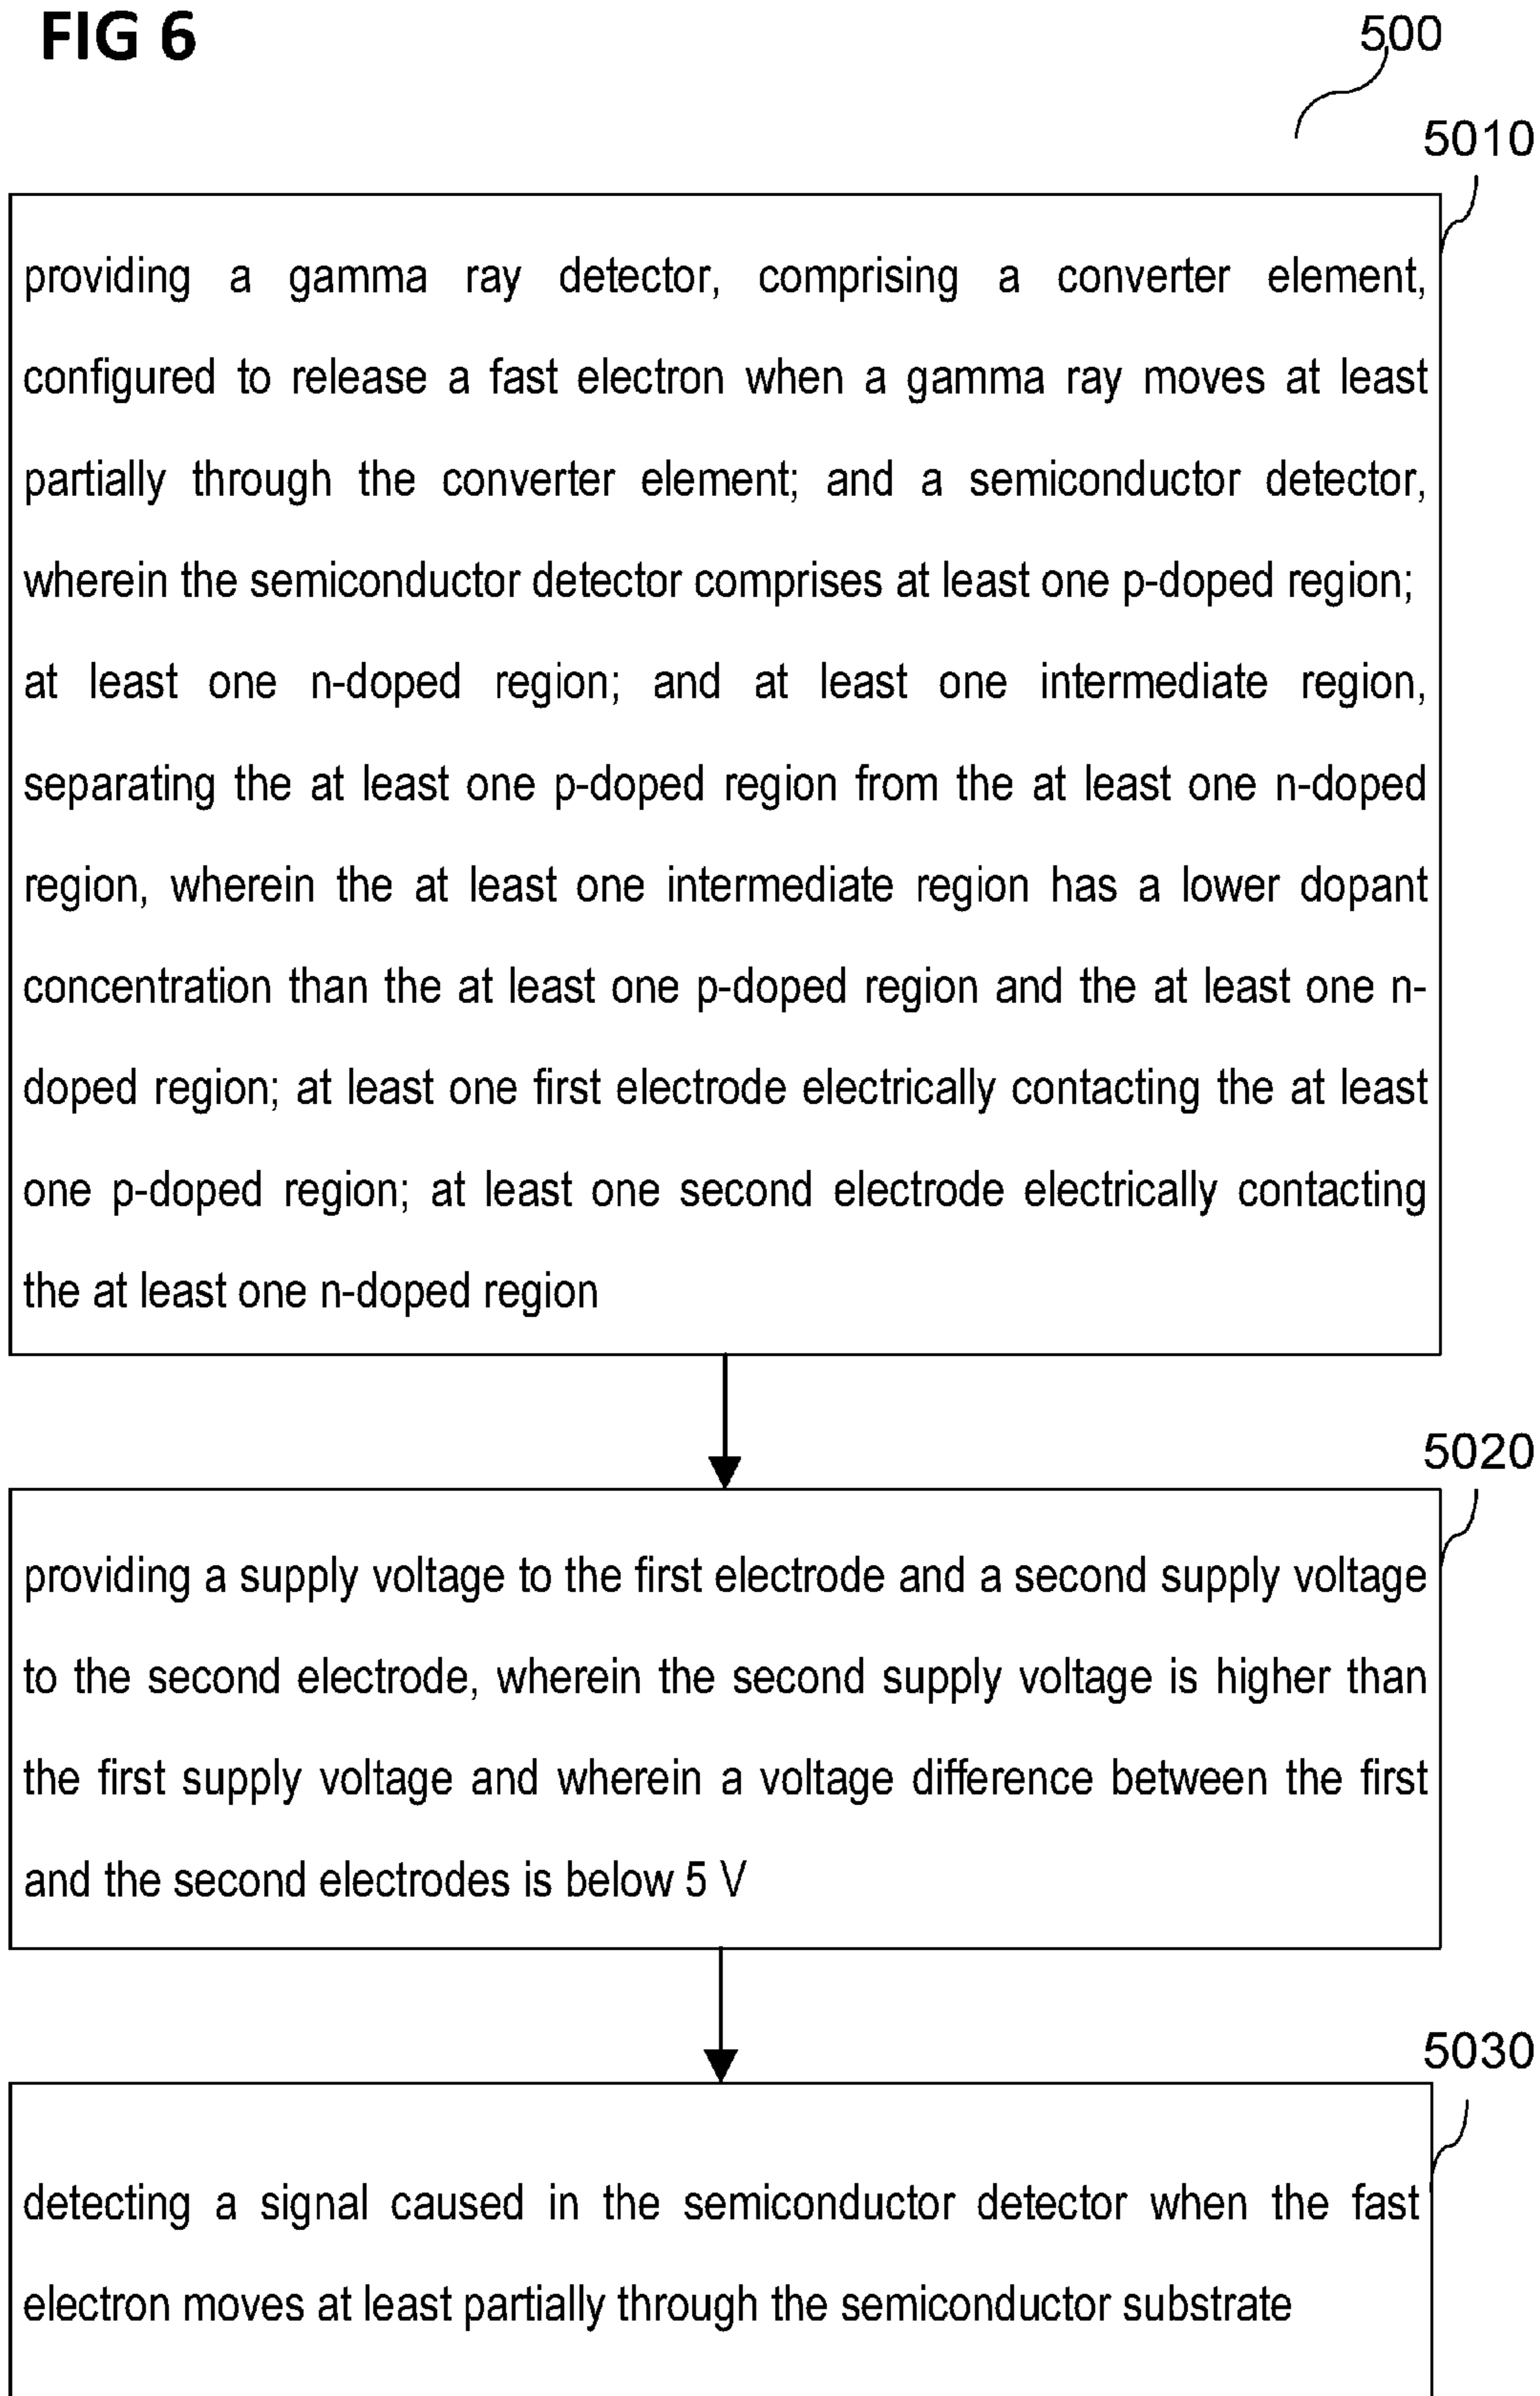 FIG 6
500
5010
providing a gamma ray detector, comprising a converter element,
configured to release a fast electron when a gamma ray moves at least
partially through the converter element; and a semiconductor detector,
wherein the semiconductor detector comprises at least one p-doped region;
at least one n-doped region; and at least one intermediate region,
separating the at least one p-doped region from the at least one n-doped
region, wherein the at least one intermediate region has a lower dopant
concentration than the at least one p-doped region and the at least one n-
doped region; at least one first electrode electrically contacting the at least
one p-doped region; at least one second electrode electrically contacting
the at least one n-doped region
5020
providing a supply voltage to the first electrode and a second supply voltage
to the second electrode, wherein the second supply voltage is higher than
the first supply voltage and wherein a voltage difference between the first
and the second electrodes is below 5 V
5030
detecting a signal caused in the semiconductor detector when the fast
electron moves at least partially through the semiconductor substrate